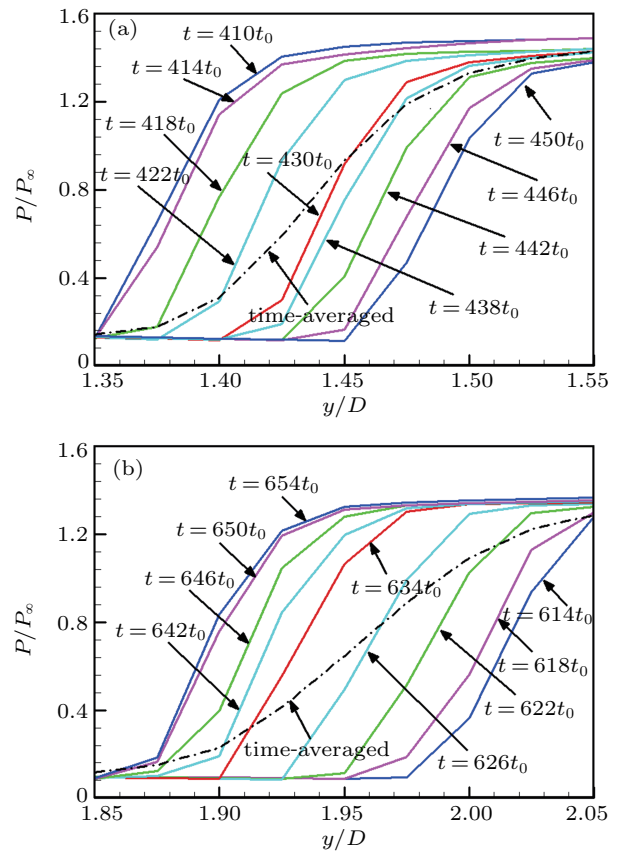 (a)
1.6
1.2
0.8
0.4
0
P/P∞
t=410t₀
t=414t₀
t=418t₀
t=422t₀
t=430t₀
t=450t₀
t=446t₀
t=442t₀
t=438t₀
time-averaged
1.35 1.40 1.45 1.50 1.55
y/D
(b)
1.6
1.2
0.8
0.4
0
P/P∞
t=654t₀
t=650t₀
t=646t₀
t=642t₀
t=634t₀
t=614t₀
t=618t₀
t=622t₀
t=626t₀
time-averaged
1.85 1.90 1.95 2.00 2.05
y/D